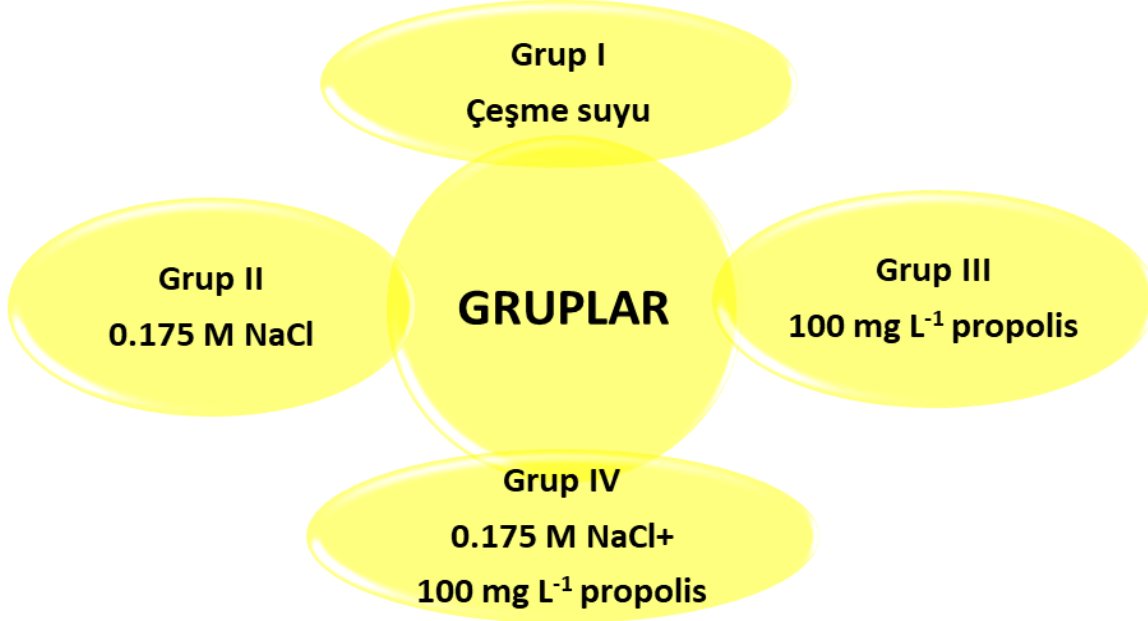 Grup I
Çeşme suyu
Grup II
0.175 M NaCl
GRUPLAR
Grup III
100 mg L⁻¹ propolis
Grup IV
0.175 M NaCl+
100 mg L⁻¹ propolis